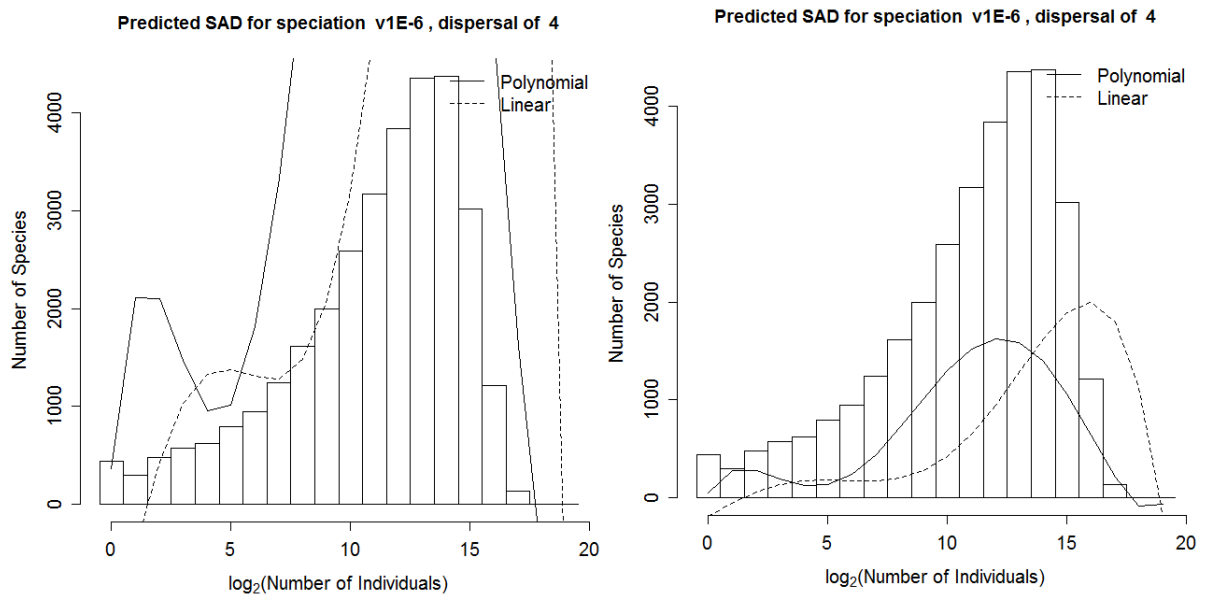 Predicted SAD for speciation v1E-6 , dispersal of 4
Polynomial
Linear
4000
3000
2000
1000
0
Number of Species
0 5 10 15 20
log2(Number of Individuals)
Predicted SAD for speciation v1E-6 , dispersal of 4
Polynomial
Linear
4000
3000
2000
1000
0
Number of Species
0 5 10 15 20
log2(Number of Individuals)